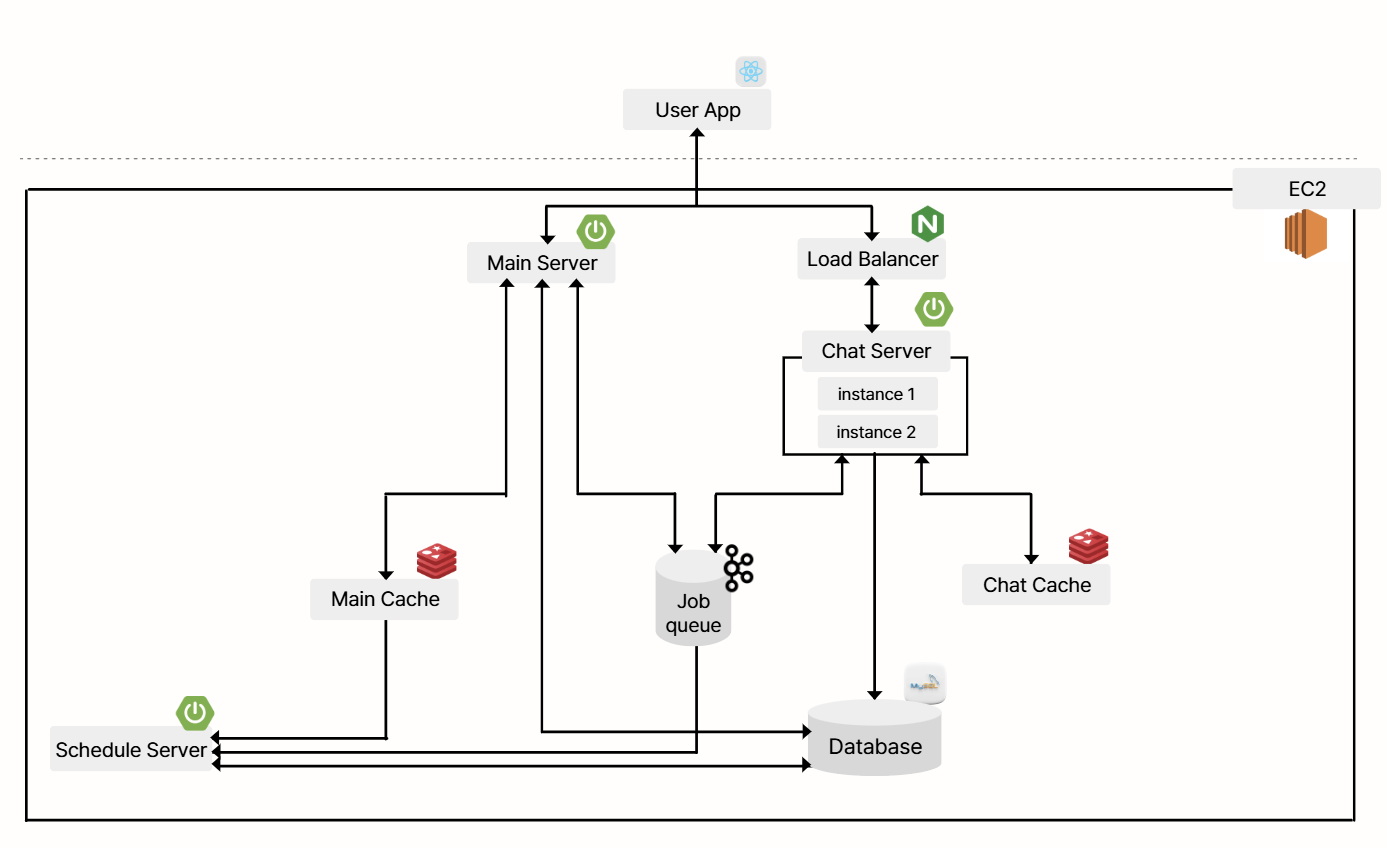 User App
EC2
Main Server
Load Balancer
Chat Server
instance 1
instance 2
Main Cache
Job
queue
Chat Cache
MySQL
Schedule Server
Database